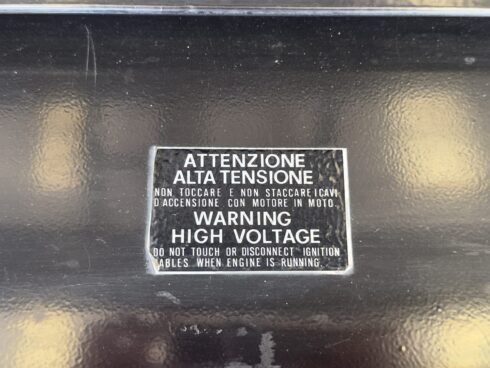 ATTENZIONE
ALTA TENSIONE
NON TOCCARE E NON STACCARE I CAVI
D'ACCENSIONE CON MOTORE IN MOTO.
WARNING
HIGH VOLTAGE
DO NOT TOUCH OR DISCONNECT IGNITION
CABLES WHEN ENGINE IS RUNNING.